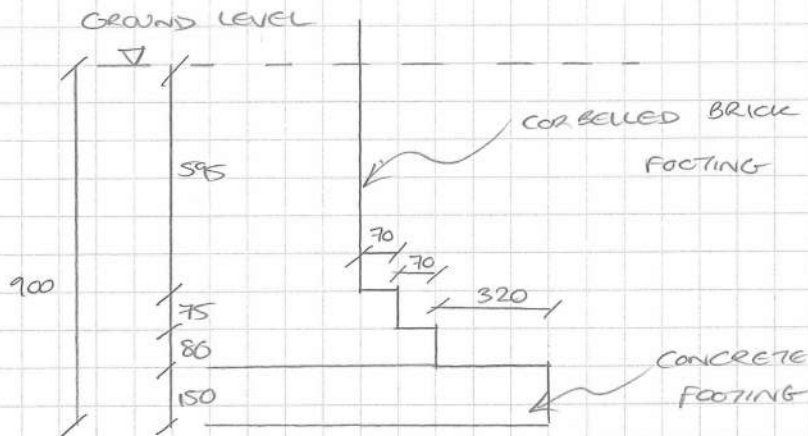 GROUND LEVEL
CORBELLED BRICK
FOOTING
595
70
70
900
320
75
80
CONCRETE
FOOTING
150